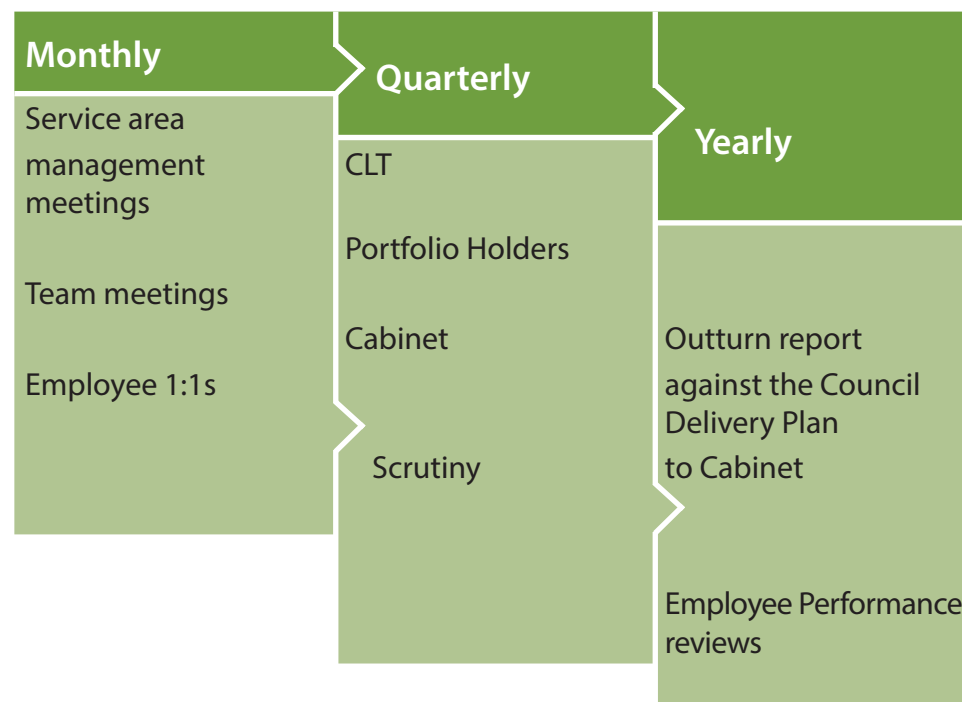 Monthly
Service area
management
meetings
Team meetings
Employee 1:1s
Quarterly
CLT
Portfolio Holders
Cabinet
Scrutiny
Yearly
Outturn report
against the Council
Delivery Plan
to Cabinet
Employee Performance
reviews